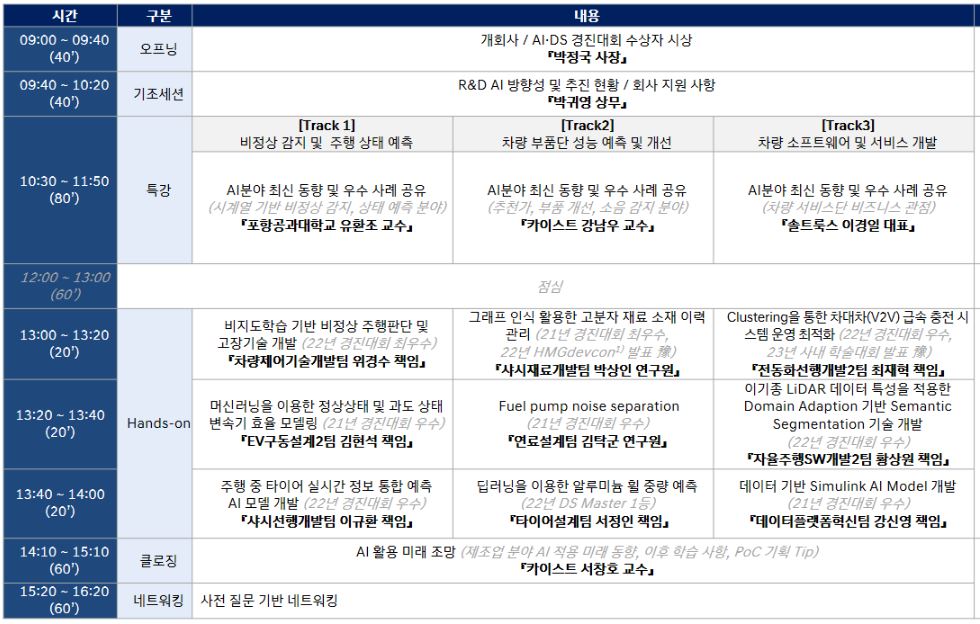 시간 구분 내용
09:00 ~ 09:40
(40’)
오프닝
개회사 / AI·DS 경진대회 수상자 시상
『박정국 사장』
09:40 ~ 10:20
(40’)
기조세션
R&D AI 방향성 및 추진 현황 / 회사 지원 사항
『박귀영 상무』
10:30 ~ 11:50
(80’)
특강
[Track 1]
비정상 감지 및 주행 상태 예측
[Track2]
차량 부품단 성능 예측 및 개선
[Track3]
차량 소프트웨어 및 서비스 개발
AI분야 최신 동향 및 우수 사례 공유
(시계열 기반 비정상 감지, 상태 예측 분야)
『포항공과대학교 유환조 교수』
AI분야 최신 동향 및 우수 사례 공유
(추천가, 부품 개선, 소음 감지 분야)
『카이스트 강남우 교수』
AI분야 최신 동향 및 우수 사례 공유
(차량 서비스단 비즈니스 관점)
『솔트룩스 이경일 대표』
12:00 ~ 13:00
(60’)
점심
13:00 ~ 13:20
(20’)
Hands-on
비지도학습 기반 비정상 주행판단 및
고장기술 개발 (22년 경진대회 최우수)
『차량제어기술개발팀 위경수 책임』
그래프 인식 활용한 고분자 재료 소재 이력
관리 (21년 경진대회 최우수,
22년 HMGdevcon¹⁾ 발표 豫)
『샤시재료개발팀 박상인 연구원』
Clustering을 통한 차대차(V2V) 급속 충전 시
스템 운영 최적화 (22년 경진대회 우수,
23년 사내 학술대회 발표 豫)
『전동화선행개발2팀 최재혁 책임』
13:20 ~ 13:40
(20’)
머신러닝을 이용한 정상상태 및 과도 상태
변속기 효율 모델링 (21년 경진대회 우수)
『EV구동설계2팀 김현석 책임』
Fuel pump noise separation
(21년 경진대회 우수)
『연료설계팀 김탁군 연구원』
이기종 LiDAR 데이터 특성을 적용한
Domain Adaption 기반 Semantic
Segmentation 기술 개발
(22년 경진대회 우수)
『자율주행SW개발2팀 황상원 책임』
13:40 ~ 14:00
(20’)
주행 중 타이어 실시간 정보 통합 예측
AI 모델 개발 (22년 경진대회 우수)
『샤시선행개발팀 이규환 책임』
딥러닝을 이용한 알루미늄 휠 중량 예측
(22년 DS Master 1등)
『타이어설계팀 서정인 책임』
데이터 기반 Simulink AI Model 개발
(21년 경진대회 우수)
『데이터플랫폼혁신팀 강신영 책임』
14:10 ~ 15:10
(60’)
클로징
AI 활용 미래 조망 (제조업 분야 AI 적용 미래 동향, 이후 학습 사항, PoC 기획 Tip)
『카이스트 서창호 교수』
15:20 ~ 16:20
(60’)
네트워킹
사전 질문 기반 네트워킹